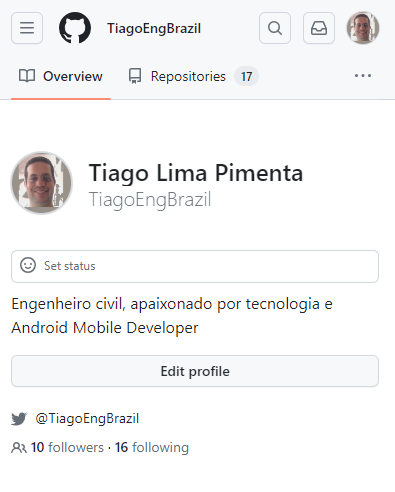 TiagoEngBrazil
Overview
Repositories 17
Tiago Lima Pimenta
TiagoEngBrazil
Set status
Engenheiro civil, apaixonado por tecnologia e
Android Mobile Developer
Edit profile
@TiagoEngBrazil
10 followers · 16 following